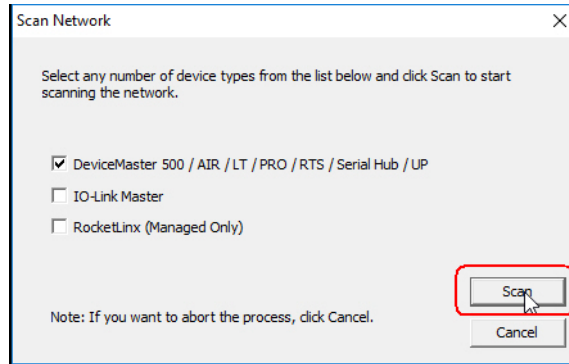 Scan Network
Select any number of device types from the list below and click Scan to start
scanning the network.
DeviceMaster 500 / AIR / LT / PRO / RTS / Serial Hub / UP
IO-Link Master
RocketLinx (Managed Only)
Scan
Note: If you want to abort the process, click Cancel.
Cancel